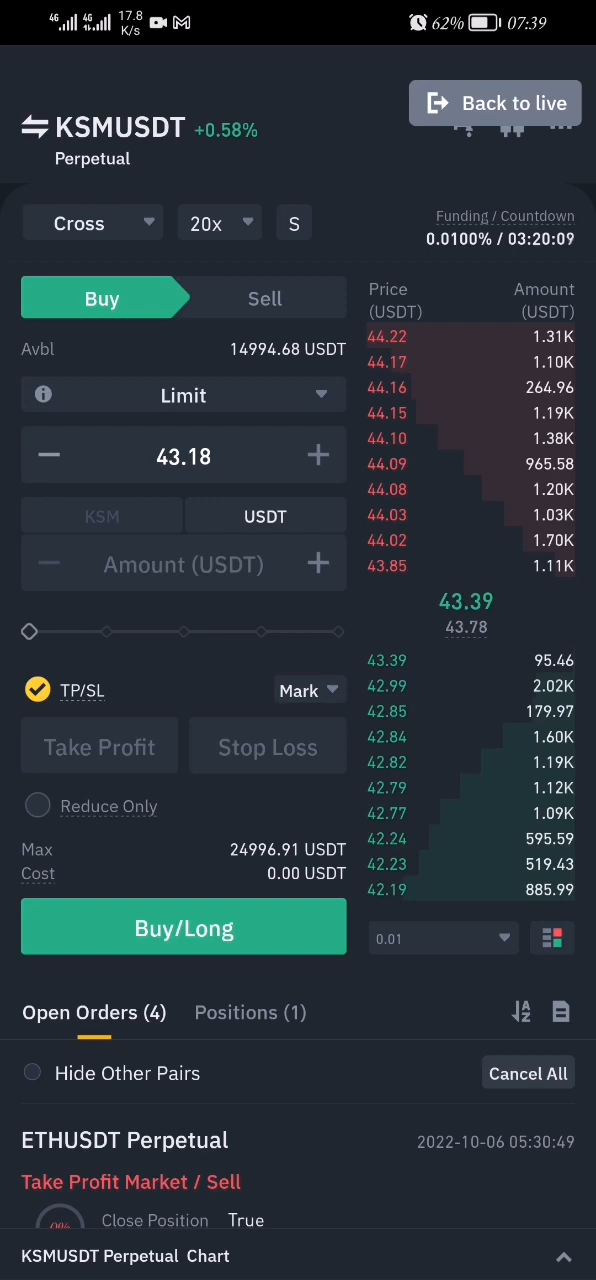 4G 4G 17.8 K/s 62% 07:39
Back to live
KSMUSDT +0.58%
Perpetual
Cross 20x S
Funding / Countdown
0.0100% / 03:20:09
Buy Sell
Avbl 14994.68 USDT
Limit
43.18
KSM USDT
Amount (USDT)
TP/SL Mark
Take Profit Stop Loss
Reduce Only
Max 24996.91 USDT
Cost 0.00 USDT
Buy/Long
Price Amount
(USDT) (USDT)
44.22 1.31K
44.17 1.10K
44.16 264.96
44.15 1.19K
44.10 1.38K
44.09 965.58
44.08 1.20K
44.03 1.03K
44.02 1.70K
43.85 1.11K
43.39
43.78
43.39 95.46
42.99 2.02K
42.85 179.97
42.84 1.60K
42.82 1.19K
42.79 1.12K
42.77 1.09K
42.24 595.59
42.23 519.43
42.19 885.99
0.01
Open Orders (4) Positions (1)
Hide Other Pairs Cancel All
ETHUSDT Perpetual 2022-10-06 05:30:49
Take Profit Market / Sell
0% Close Position True
KSMUSDT Perpetual Chart